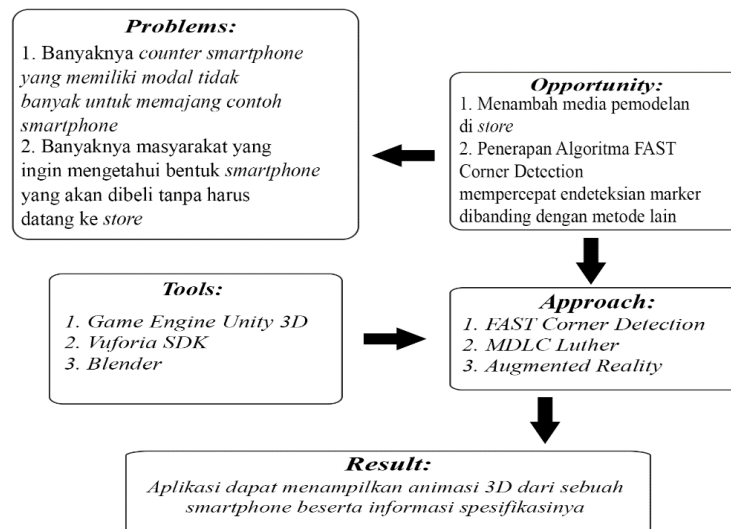 Problems:
1. Banyaknya counter smartphone
yang memiliki modal tidak
banyak untuk memajang contoh
smartphone
2. Banyaknya masyarakat yang
ingin mengetahui bentuk smartphone
yang akan dibeli tanpa harus
datang ke store
Opportunity:
1. Menambah media pemodelan
di store
2. Penerapan Algoritma FAST
Corner Detection
mempercepat endeteksian marker
dibanding dengan metode lain
Tools:
1. Game Engine Unity 3D
2. Vuforia SDK
3. Blender
Approach:
1. FAST Corner Detection
2. MDLC Luther
3. Augmented Reality
Result:
Aplikasi dapat menampilkan animasi 3D dari sebuah
smartphone beserta informasi spesifikasinya